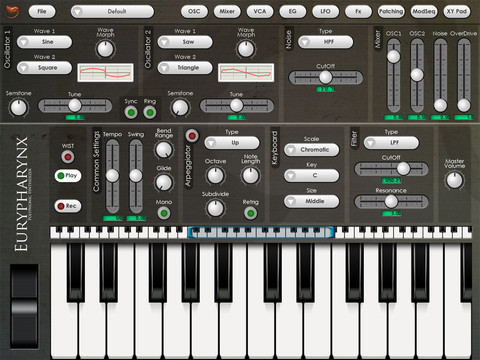 File
Default
OSC
Mixer
VCA
EG
LFO
Fx
Patching
ModSeq
XY Pad
Oscillator 1
Wave 1
Sine
Wave Morph
Wave 2
Square
Semitone
Tune
Sync
Ring
Oscillator 2
Wave 1
Saw
Wave Morph
Wave 2
Triangle
Semitone
Tune
Noise
Type
HPF
CutOff
Mixer
OSC1
OSC2
Noise
OverDrive
EURYPHARYNX
WIST
Play
Rec
Common Settings
Tempo
Swing
Bend Range
Glide
Mono
Arpeggiator
Type
Up
Octave
Note Length
Subdivide
Retrig
Keyboard
Scale
Chromatic
Key
C
Size
Middle
Filter
Type
LPF
CutOff
Resonance
Master Volume